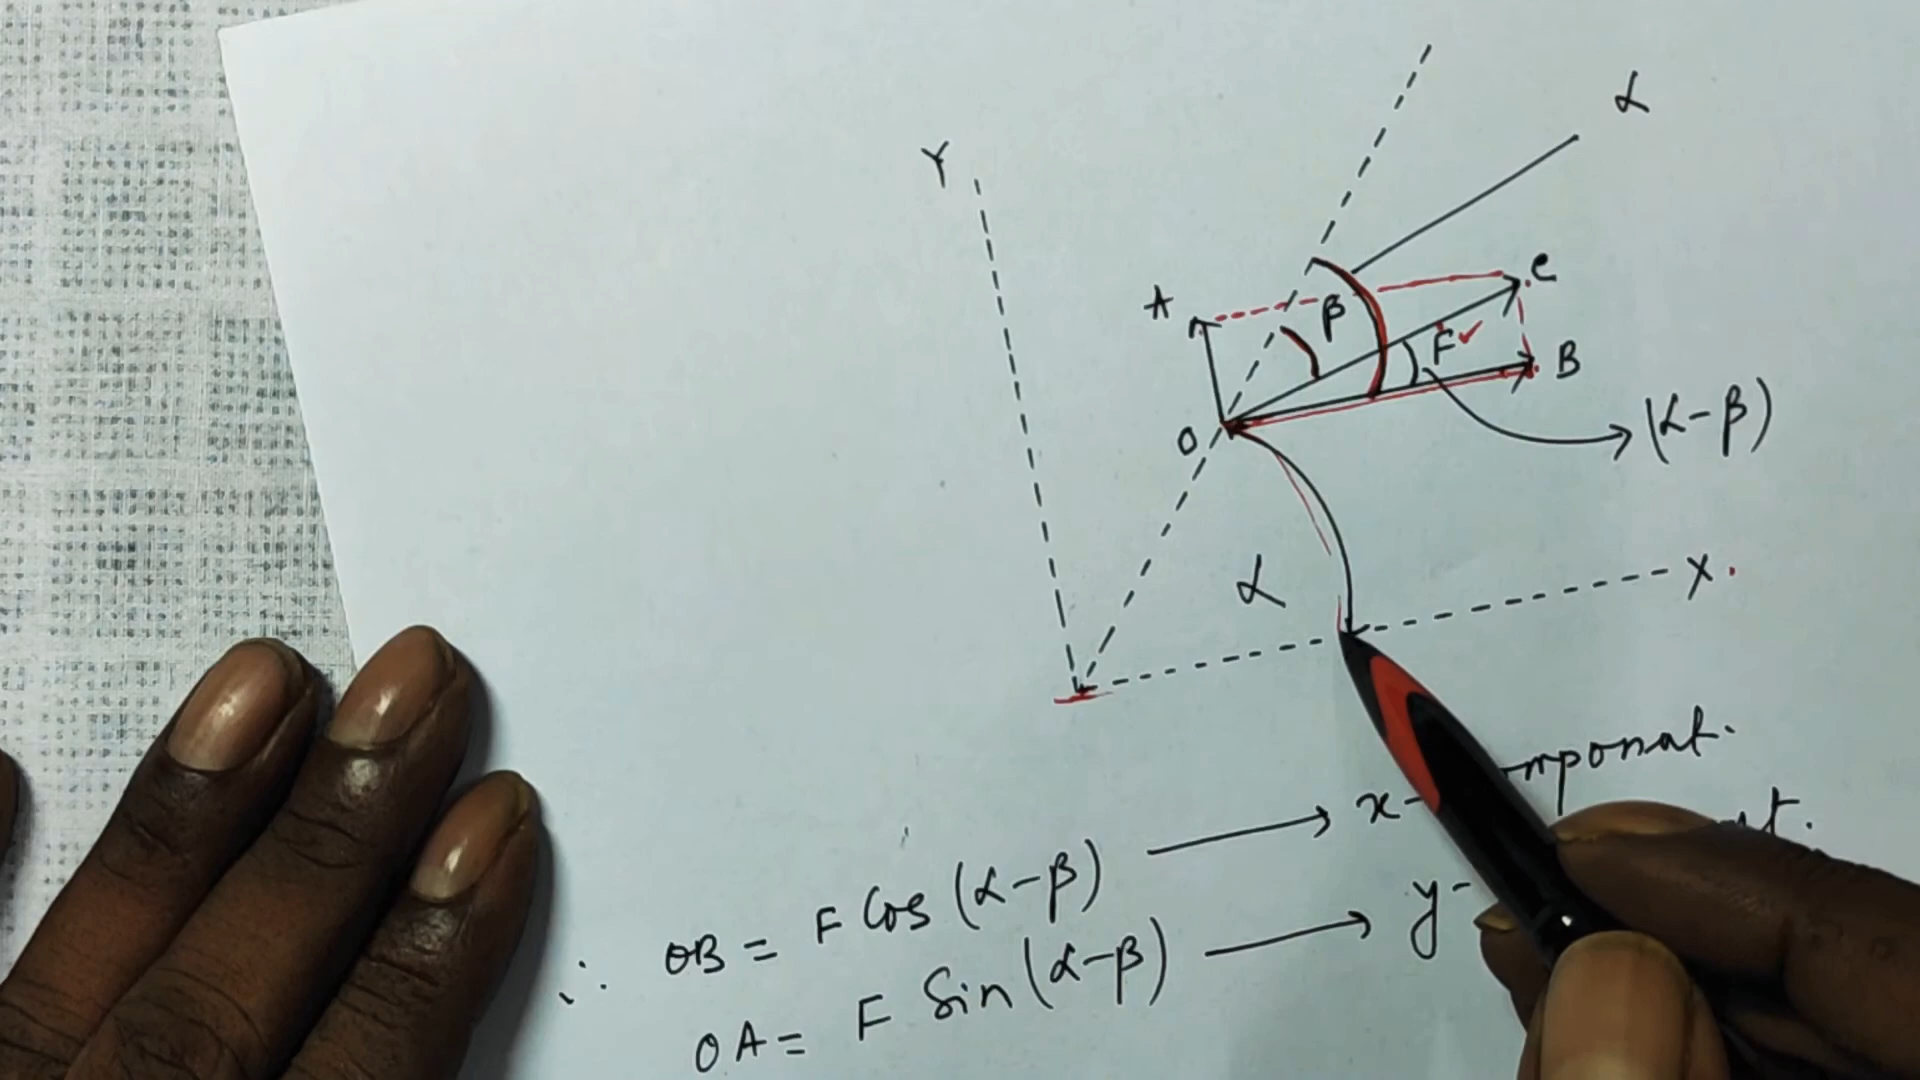 α
Y
C
A
β
F
B
(α-β)
O
α
X.
∴ OB = F Cos (α-β) → x-
OA = F Sin (α-β) → y-